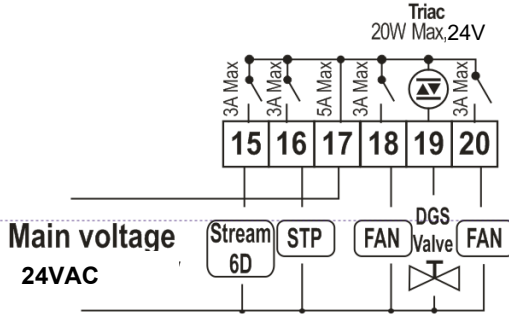 Triac
20W Max,24V
3A Max
3A Max
5A Max
3A Max
3A Max
15 16 17 18 19 20
Main voltage
24VAC
Stream
6D
STP
FAN
DGS
Valve
FAN